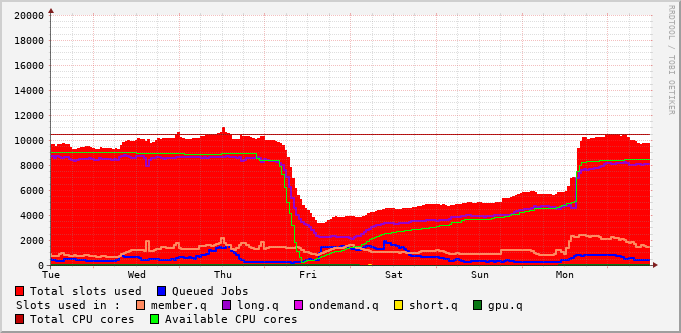 20000
18000
16000
14000
12000
10000
8000
6000
4000
2000
0
Tue Wed Thu Fri Sat Sun Mon
Total slots used Queued Jobs
Slots used in : member.q long.q ondemand.q short.q gpu.q
Total CPU cores Available CPU cores
RRDTOOL / TOBI OETIKER